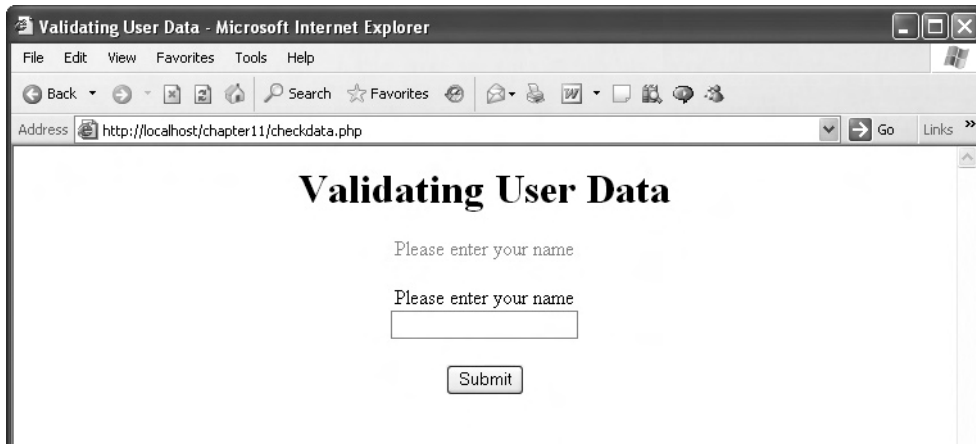 Validating User Data - Microsoft Internet Explorer
File Edit View Favorites Tools Help
Back Search Favorites
Address http://localhost/chapter11/checkdata.php Go Links »
Validating User Data
Please enter your name
Please enter your name
Submit